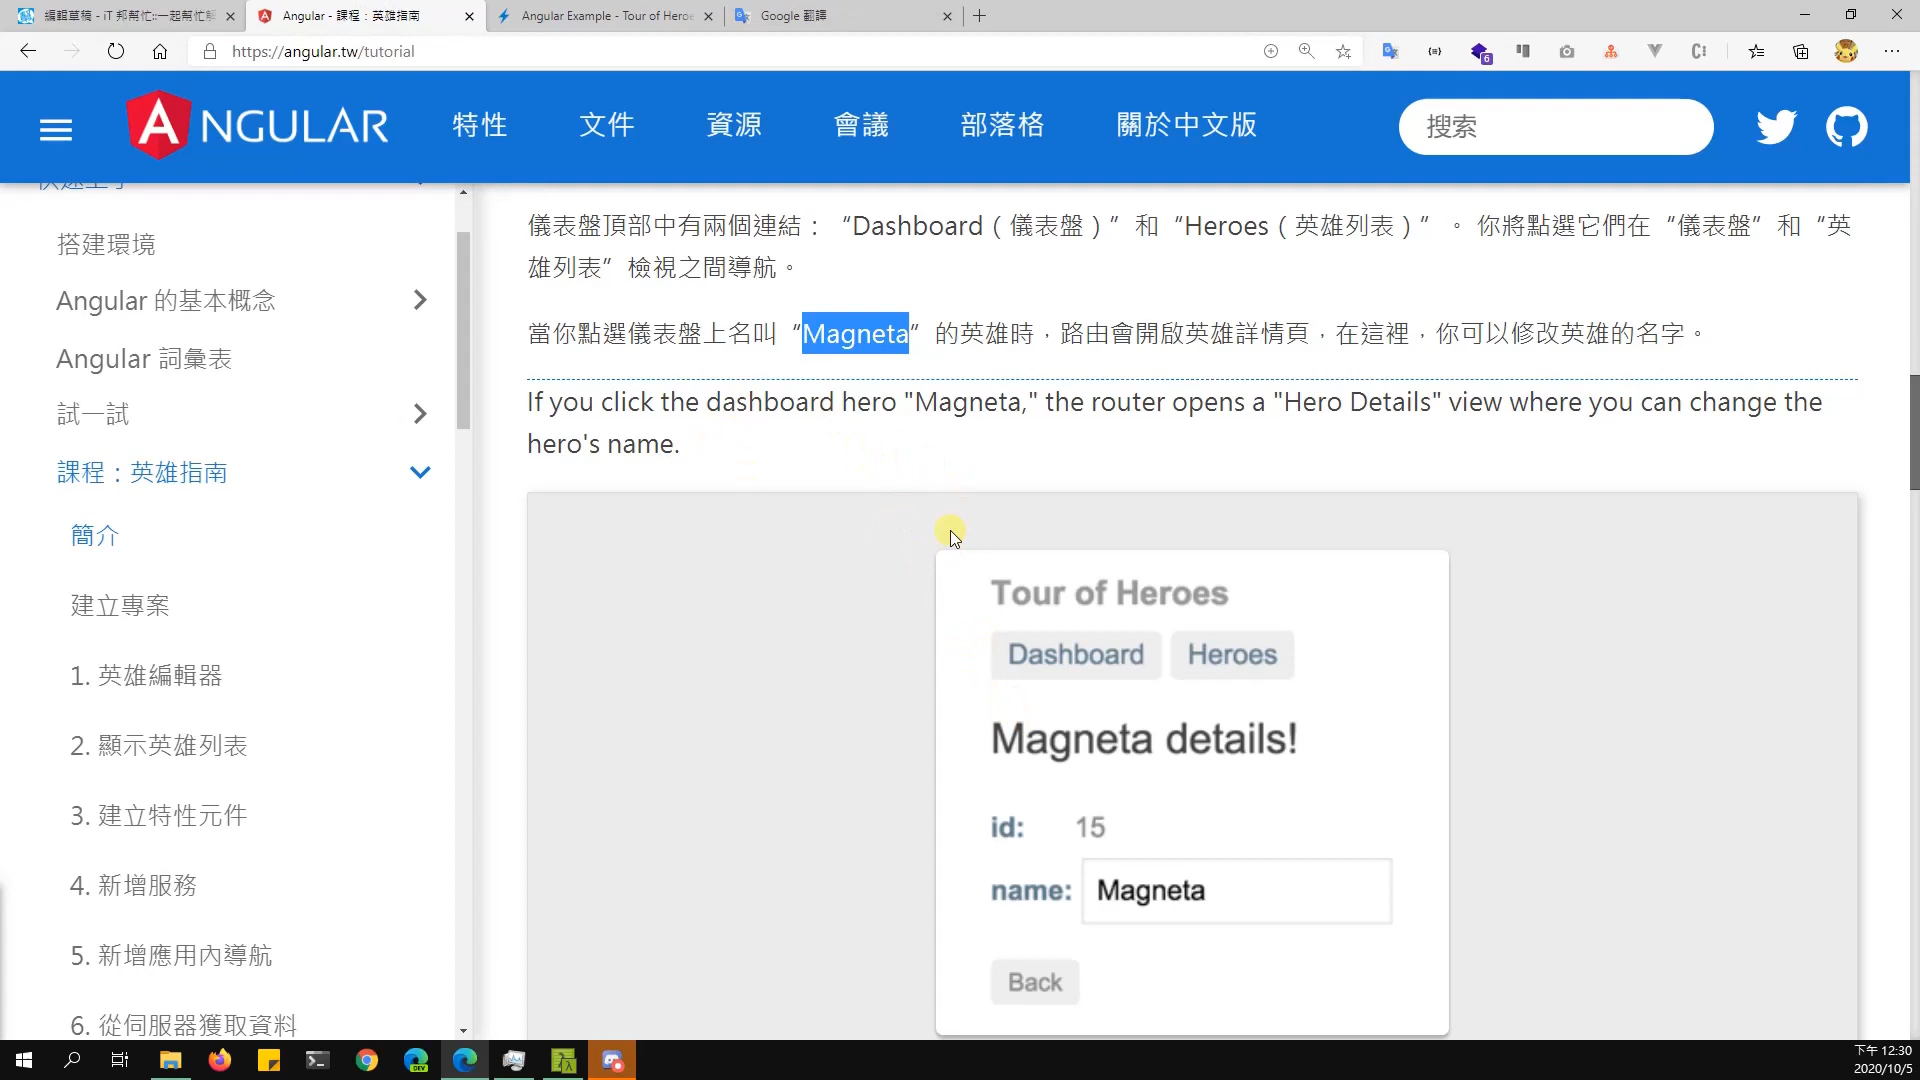 編輯草稿 - iT 邦幫忙::一起幫忙解
Angular - 課程：英雄指南
Angular Example - Tour of Heroe
Google 翻譯
https://angular.tw/tutorial
6
ANGULAR
特性
文件
資源
會議
部落格
關於中文版
搜索
快速上手
搭建環境
Angular 的基本概念
Angular 詞彙表
試一試
課程：英雄指南
簡介
建立專案
1. 英雄編輯器
2. 顯示英雄列表
3. 建立特性元件
4. 新增服務
5. 新增應用內導航
6. 從伺服器獲取資料
儀表盤頂部中有兩個連結：“Dashboard（儀表盤）”和“Heroes（英雄列表）”。 你將點選它們在“儀表盤”和“英
雄列表”檢視之間導航。
當你點選儀表盤上名叫“Magneta”的英雄時，路由會開啟英雄詳情頁，在這裡，你可以修改英雄的名字。
If you click the dashboard hero "Magneta," the router opens a "Hero Details" view where you can change the
hero's name.
Tour of Heroes
Dashboard Heroes
Magneta details!
id: 15
name: Magneta
Back
DEV
下午 12:30
2020/10/5